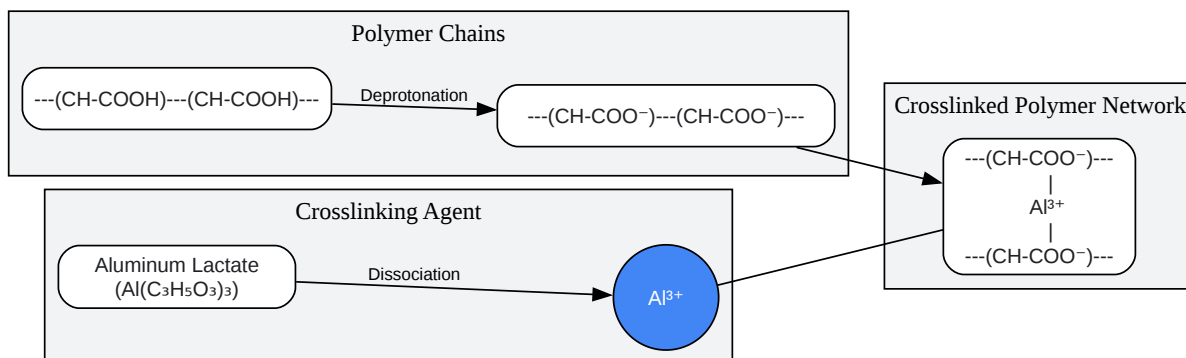 Polymer Chains
---(CH-COOH)---(CH-COOH)---
Deprotonation
---(CH-COO⁻)---(CH-COO⁻)---
Crosslinking Agent
Aluminum Lactate
(Al(C₃H₅O₃)₃)
Dissociation
Al³⁺
Crosslinked Polymer Network
---(CH-COO⁻)---
|
Al³⁺
|
---(CH-COO⁻)---